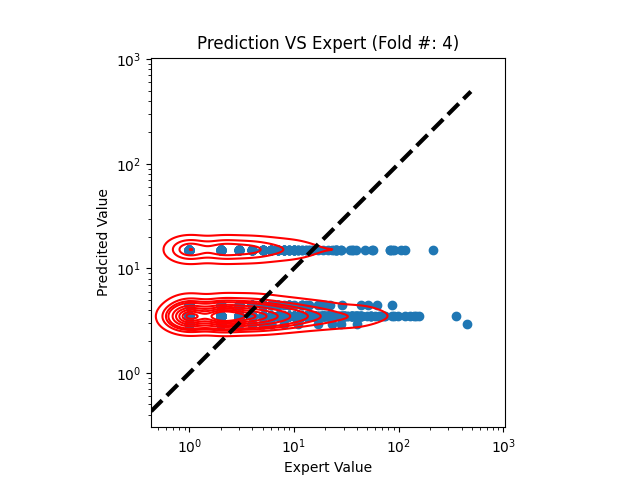 Prediction VS Expert (Fold #: 4)
10³
10²
10¹
10⁰
Predcited Value
10⁰ 10¹ 10² 10³
Expert Value